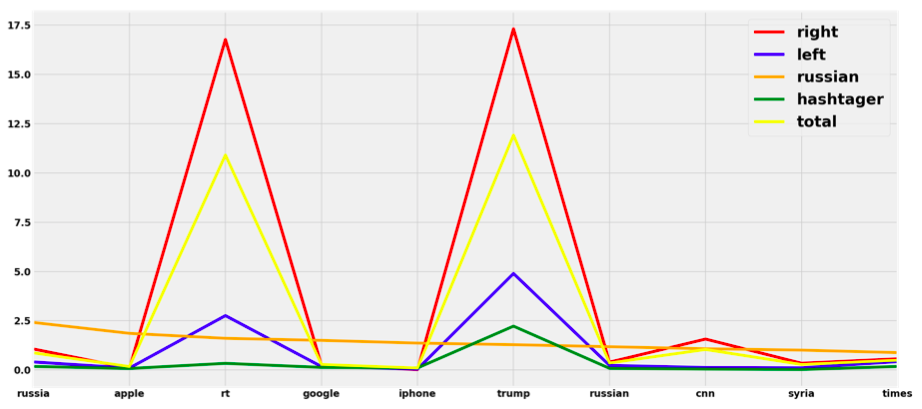 17.5
15.0
12.5
10.0
7.5
5.0
2.5
0.0
right
left
russian
hashtager
total
russia apple rt google iphone trump russian cnn syria times